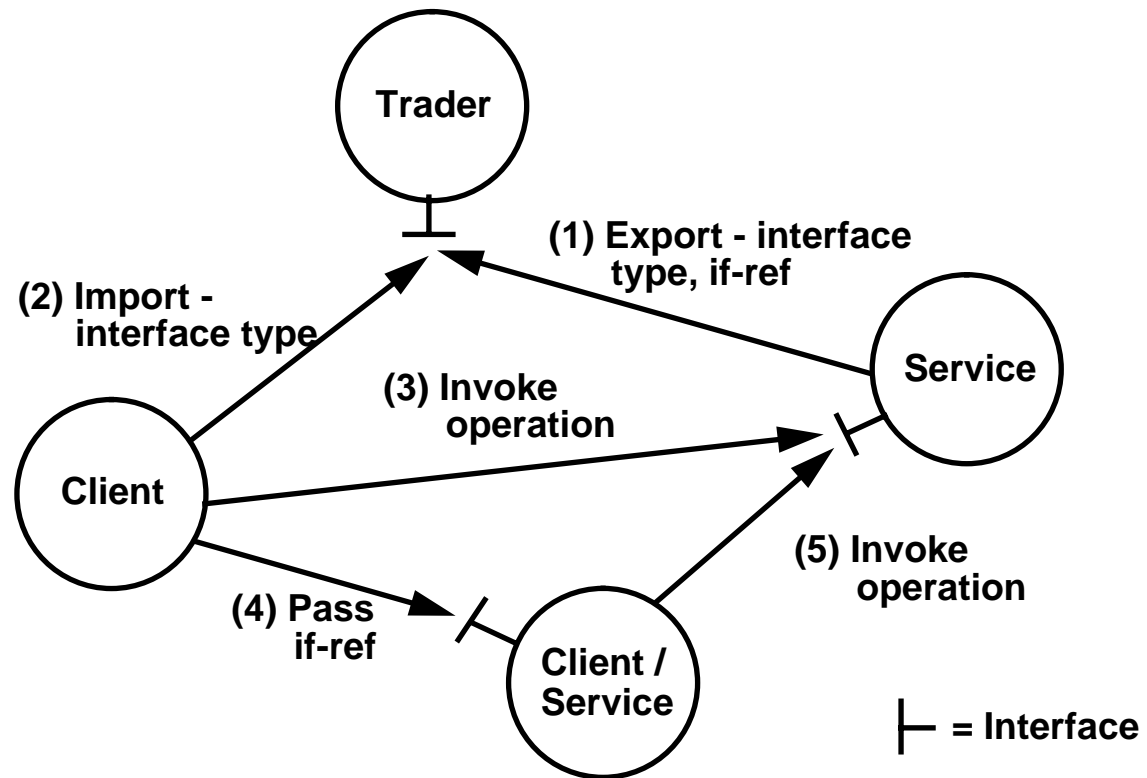 Trader
(1) Export - interface
type, if-ref
(2) Import -
interface type
Service
(3) Invoke
operation
Client
(5) Invoke
operation
(4) Pass
if-ref
Client /
Service
= Interface